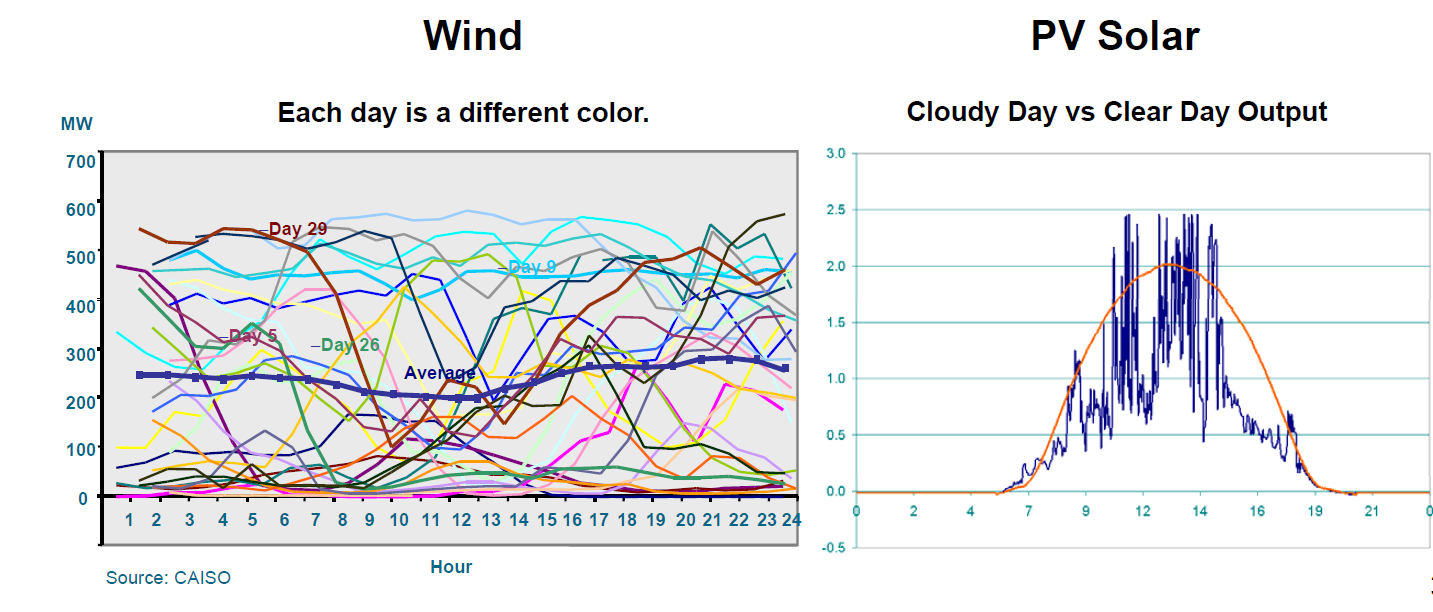 Wind
Each day is a different color.
MW
700
600
500
400
300
200
100
0
–Day 29
–Day 9
–Day 5
–Day 26
Average
1 2 3 4 5 6 7 8 9 10 11 12 13 14 15 16 17 18 19 20 21 22 23 24
Hour
Source: CAISO
PV Solar
Cloudy Day vs Clear Day Output
3.0
2.5
2.0
1.5
1.0
0.5
0.0
-0.5
0 2 4 7 9 12 14 16 19 21 0